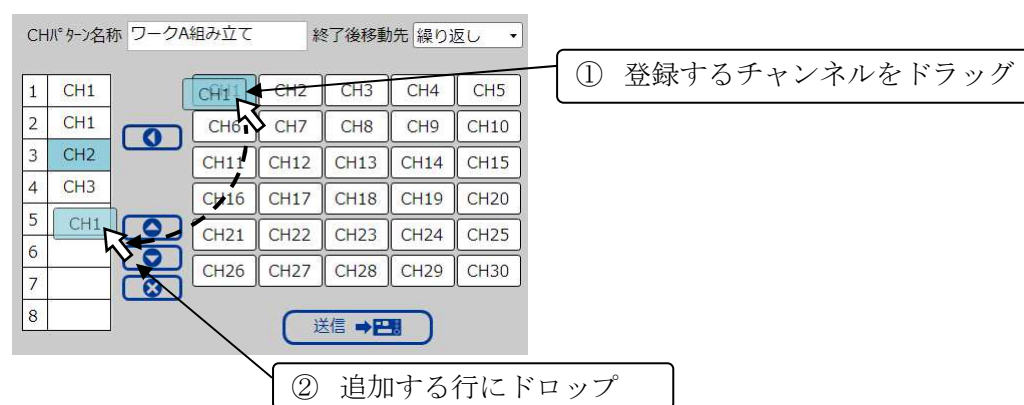 CHﾊﾟﾀｰﾝ名称 ワークA組み立て 終了後移動先 繰り返し
① 登録するチャンネルをドラッグ
1 CH1 CH1 CH1 CH2 CH3 CH4 CH5
2 CH1 CH6 CH7 CH8 CH9 CH10
3 CH2 CH11 CH12 CH13 CH14 CH15
4 CH3 CH16 CH17 CH18 CH19 CH20
5 CH1 CH21 CH22 CH23 CH24 CH25
6 CH26 CH27 CH28 CH29 CH30
7
8
送信
② 追加する行にドロップ